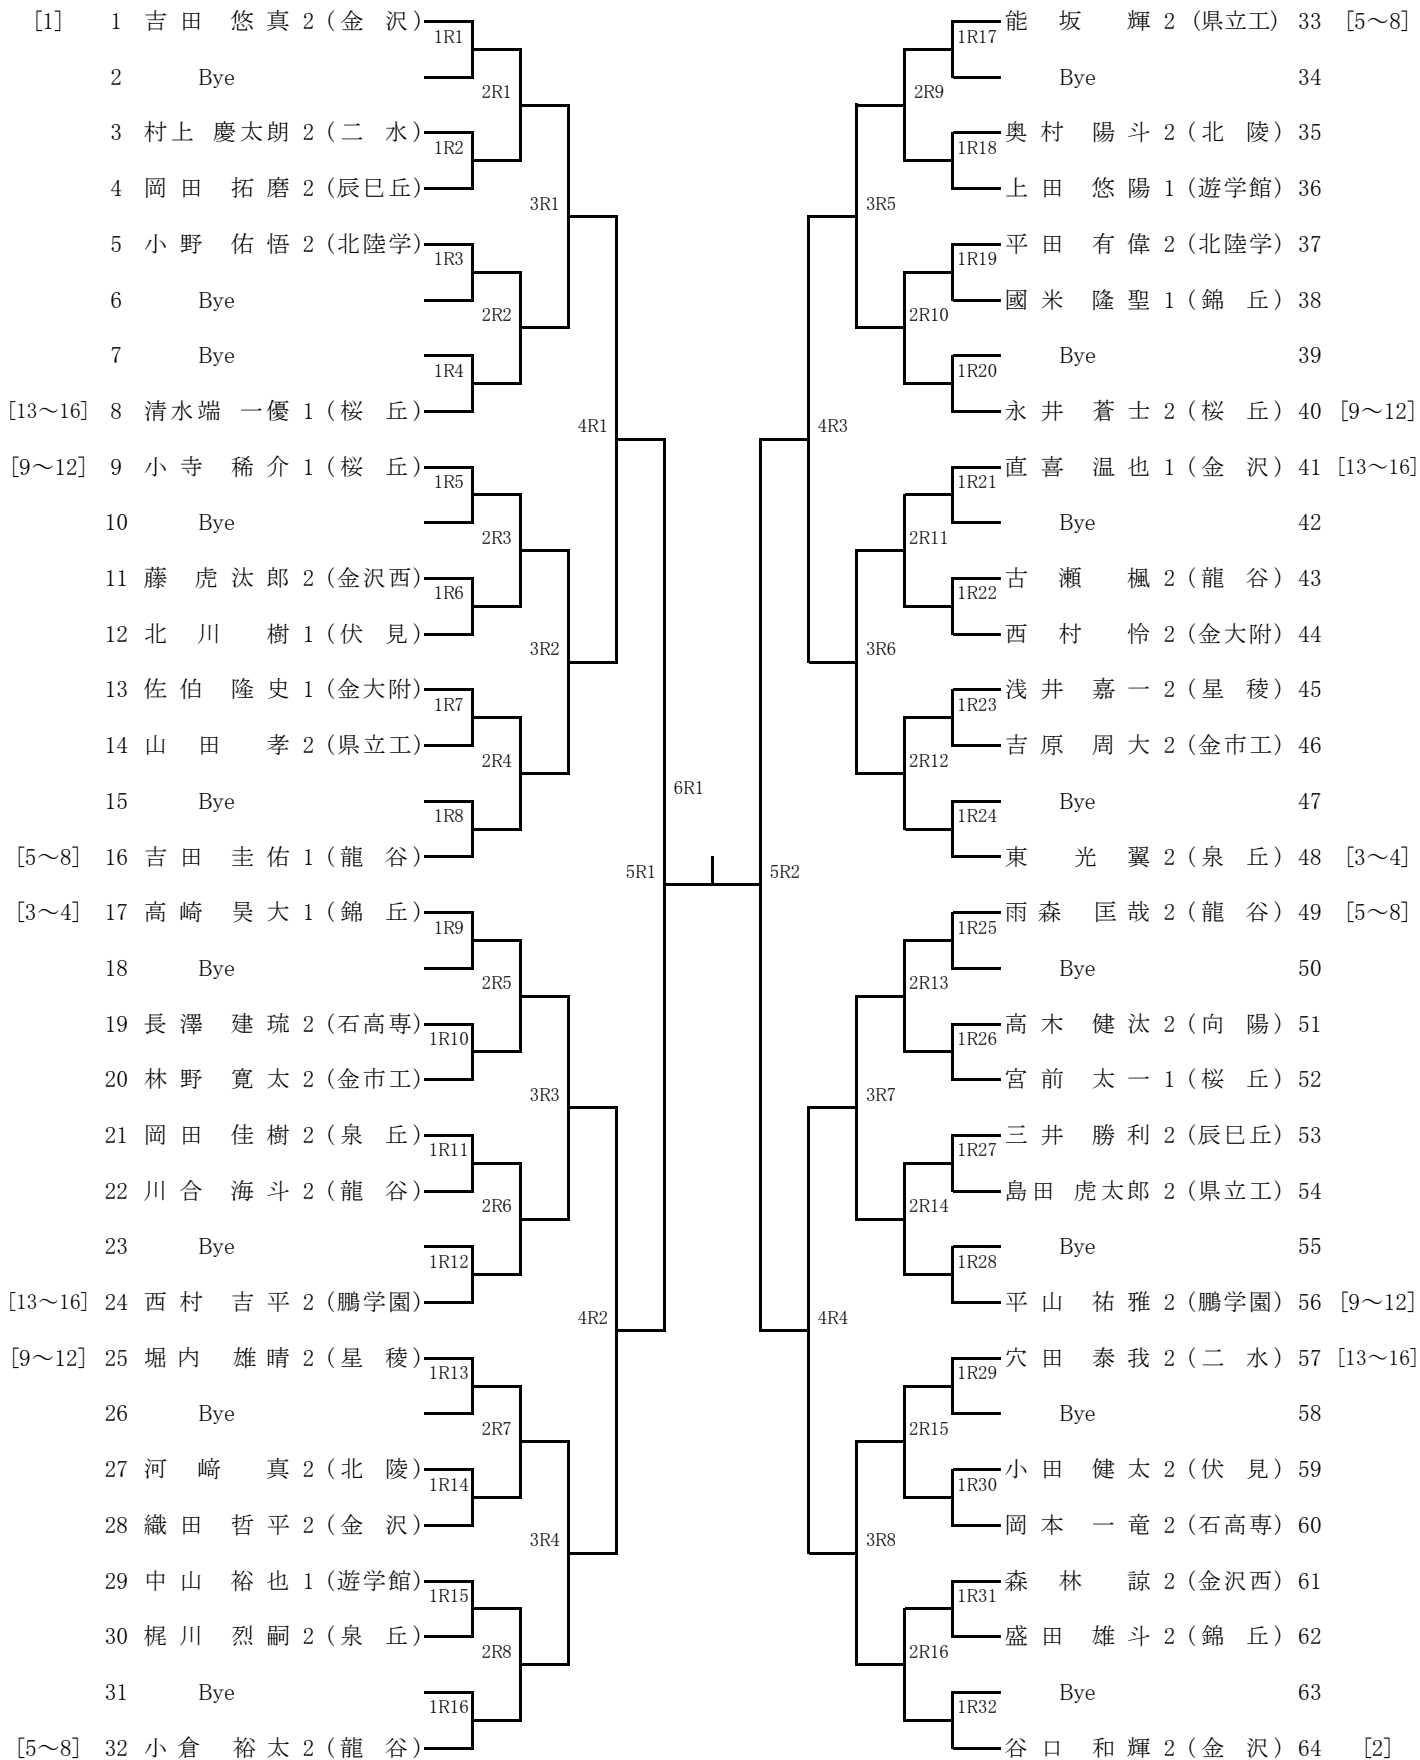 [1] 1 吉田 悠真 2 (金 沢)
1R1
2 Bye
2R1
3 村上 慶太朗 2 (二 水)
1R2
4 岡田 拓磨 2 (辰巳丘)
3R1
5 小野 佑悟 2 (北陸学)
1R3
6 Bye
2R2
7 Bye
1R4
[13~16] 8 清水端 一優 1 (桜 丘)
4R1
[9~12] 9 小寺 稀介 1 (桜 丘)
1R5
10 Bye
2R3
11 藤 虎汰郎 2 (金沢西)
1R6
12 北川 樹 1 (伏 見)
3R2
13 佐伯 隆史 1 (金大附)
1R7
14 山田 孝 2 (県立工)
2R4
15 Bye
1R8
[5~8] 16 吉田 圭佑 1 (龍 谷)
5R1
[3~4] 17 高崎 昊大 1 (錦 丘)
1R9
18 Bye
2R5
19 長澤 建琉 2 (石高専)
1R10
20 林野 寛太 2 (金市工)
3R3
21 岡田 佳樹 2 (泉 丘)
1R11
22 川合 海斗 2 (龍 谷)
2R6
23 Bye
1R12
[13~16] 24 西村 吉平 2 (鵬学園)
4R2
[9~12] 25 堀内 雄晴 2 (星 稜)
1R13
26 Bye
2R7
27 河﨑 真 2 (北 陵)
1R14
28 織田 哲平 2 (金 沢)
3R4
29 中山 裕也 1 (遊学館)
1R15
30 梶川 烈嗣 2 (泉 丘)
2R8
31 Bye
1R16
[5~8] 32 小倉 裕太 2 (龍 谷)
6R1
能坂 輝 2 (県立工) 33 [5~8]
1R17
Bye 34
2R9
奥村 陽斗 2 (北 陵) 35
1R18
上田 悠陽 1 (遊学館) 36
3R5
平田 有偉 2 (北陸学) 37
1R19
國米 隆聖 1 (錦 丘) 38
2R10
Bye 39
1R20
永井 蒼士 2 (桜 丘) 40 [9~12]
4R3
直喜 温也 1 (金 沢) 41 [13~16]
1R21
Bye 42
2R11
古瀬 楓 2 (龍 谷) 43
1R22
西村 怜 2 (金大附) 44
3R6
浅井 嘉一 2 (星 稜) 45
1R23
吉原 周大 2 (金市工) 46
2R12
Bye 47
1R24
東 光翼 2 (泉 丘) 48 [3~4]
5R2
雨森 匡哉 2 (龍 谷) 49 [5~8]
1R25
Bye 50
2R13
高木 健汰 2 (向 陽) 51
1R26
宮前 太一 1 (桜 丘) 52
3R7
三井 勝利 2 (辰巳丘) 53
1R27
島田 虎太郎 2 (県立工) 54
2R14
Bye 55
1R28
平山 祐雅 2 (鵬学園) 56 [9~12]
4R4
穴田 泰我 2 (二 水) 57 [13~16]
1R29
Bye 58
2R15
小田 健太 2 (伏 見) 59
1R30
岡本 一竜 2 (石高専) 60
3R8
森林 諒 2 (金沢西) 61
1R31
盛田 雄斗 2 (錦 丘) 62
2R16
Bye 63
1R32
谷口 和輝 2 (金 沢) 64 [2]